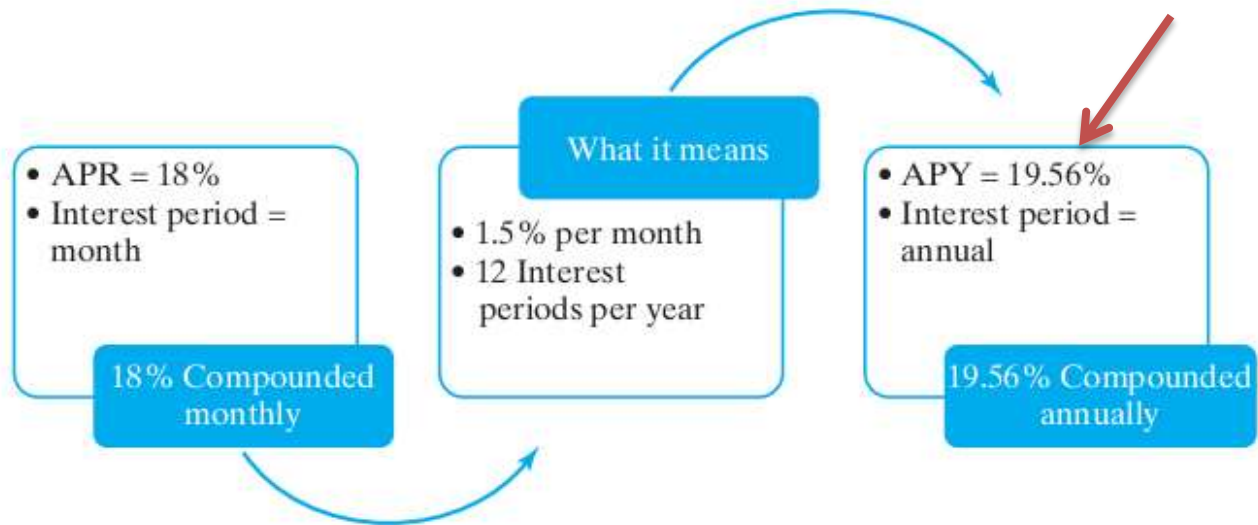 • APR = 18%
• Interest period =
month
18% Compounded
monthly
What it means
• 1.5% per month
• 12 Interest
periods per year
• APY = 19.56%
• Interest period =
annual
19.56% Compounded
annually